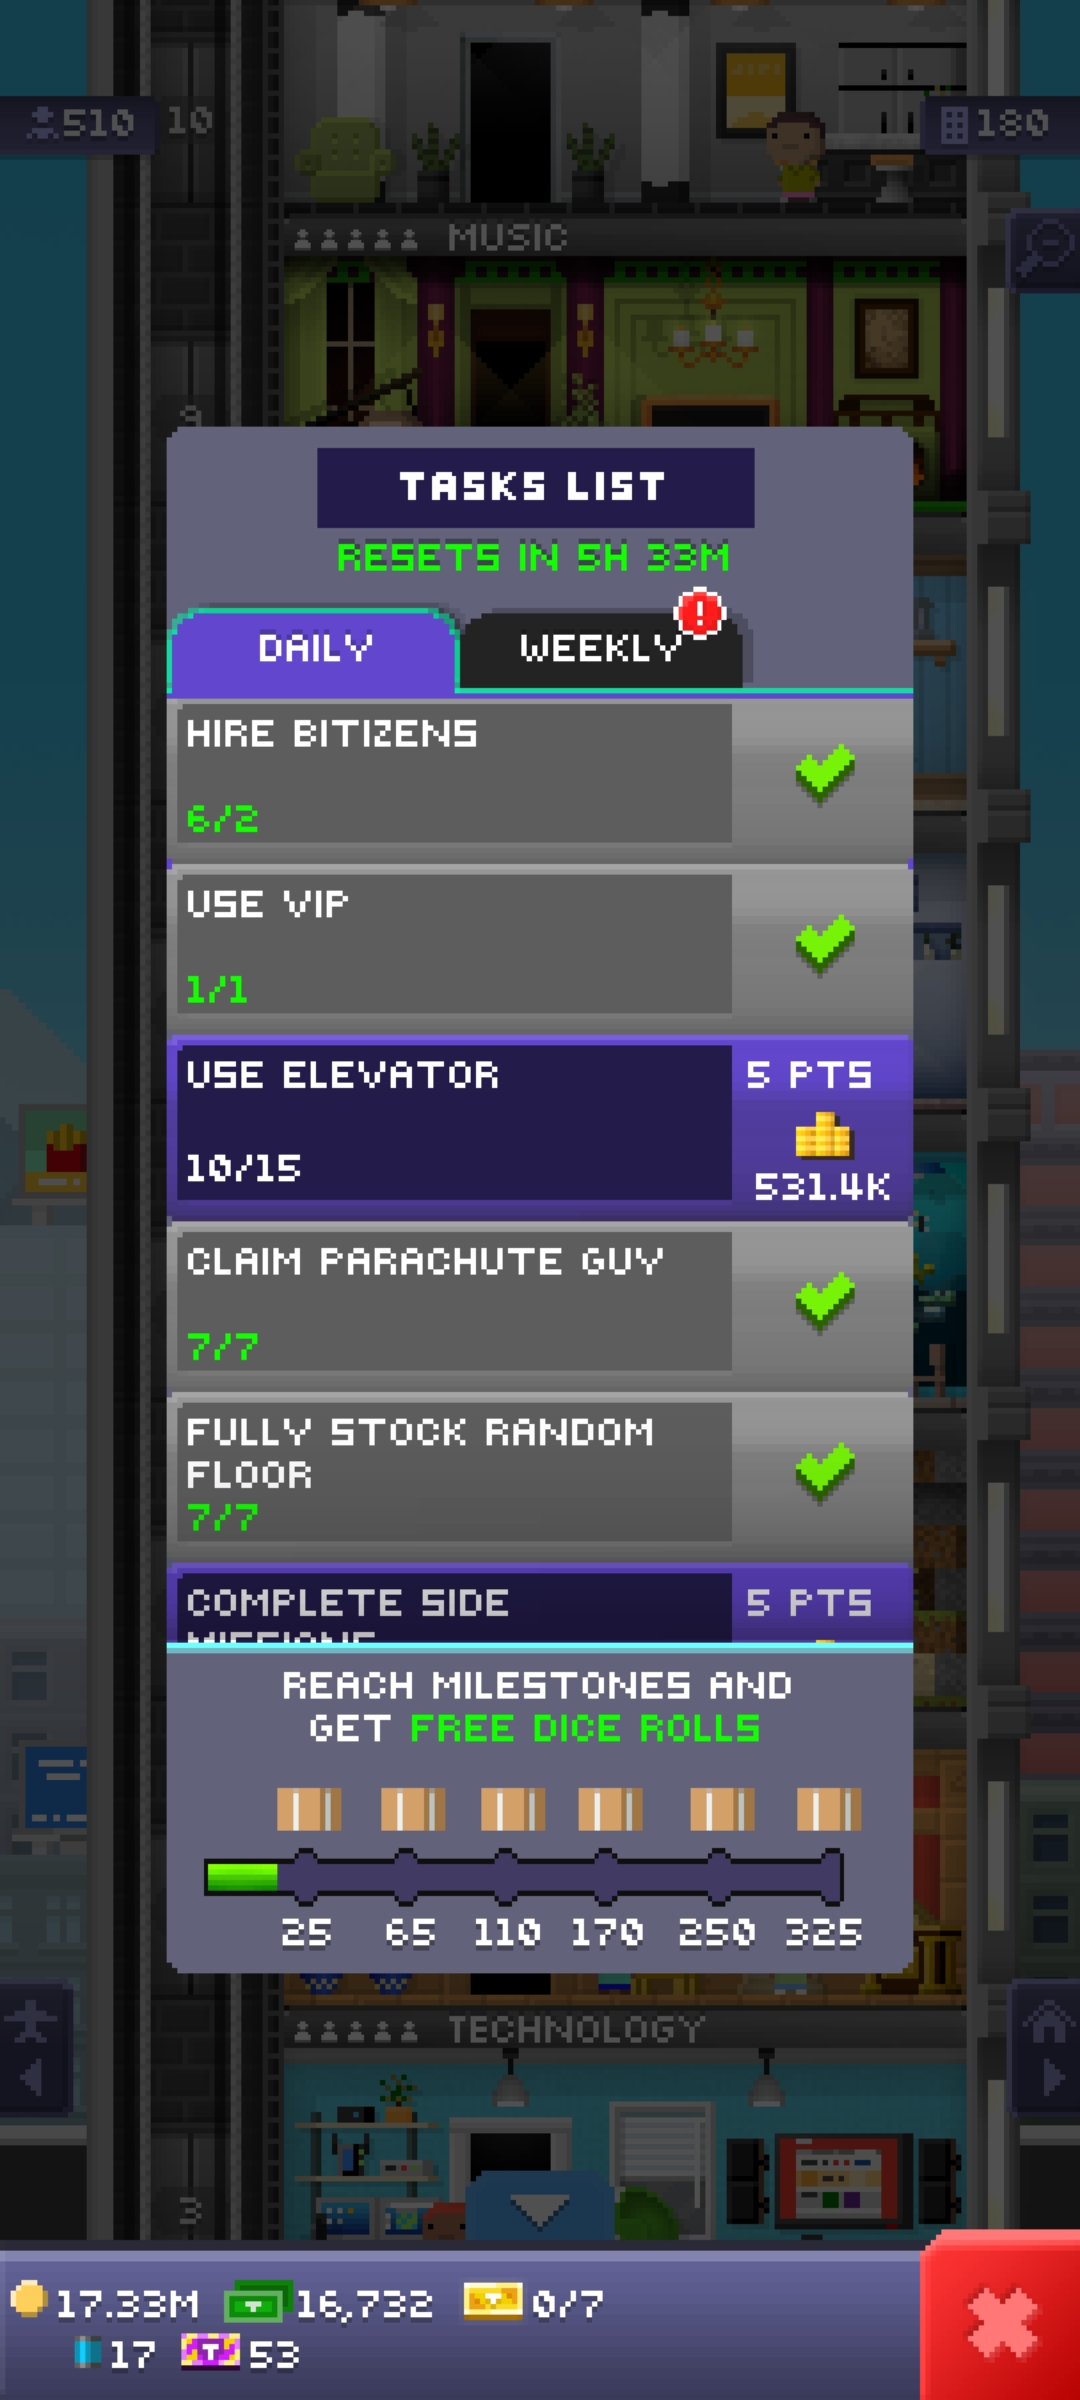 510
10
180
MUSIC
9
TASKS LIST
RESETS IN 5H 33M
DAILY
WEEKLY
!
HIRE BITIZENS
6/2
USE VIP
1/1
USE ELEVATOR
5 PTS
10/15
531.4K
CLAIM PARACHUTE GUY
7/7
FULLY STOCK RANDOM
FLOOR
7/7
COMPLETE SIDE
5 PTS
REACH MILESTONES AND
GET FREE DICE ROLLS
25 65 110 170 250 325
TECHNOLOGY
3
17.33M 16,732 0/7
17 53